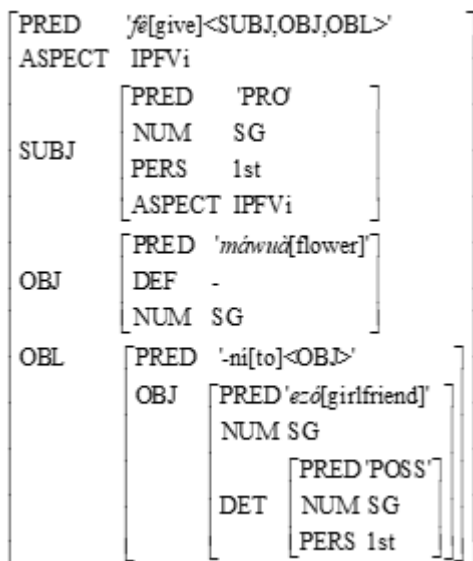 PRED 'fẽ[give]<SUBJ,OBJ,OBL>'
ASPECT IPFVi
SUBJ
PRED 'PRO'
NUM SG
PERS 1st
ASPECT IPFVi
OBJ
PRED 'máwuà[flower]'
DEF -
NUM SG
OBL
PRED '-ni[to]<OBJ>'
OBJ
PRED 'ezó[girlfriend]'
NUM SG
DET
PRED 'POSS'
NUM SG
PERS 1st